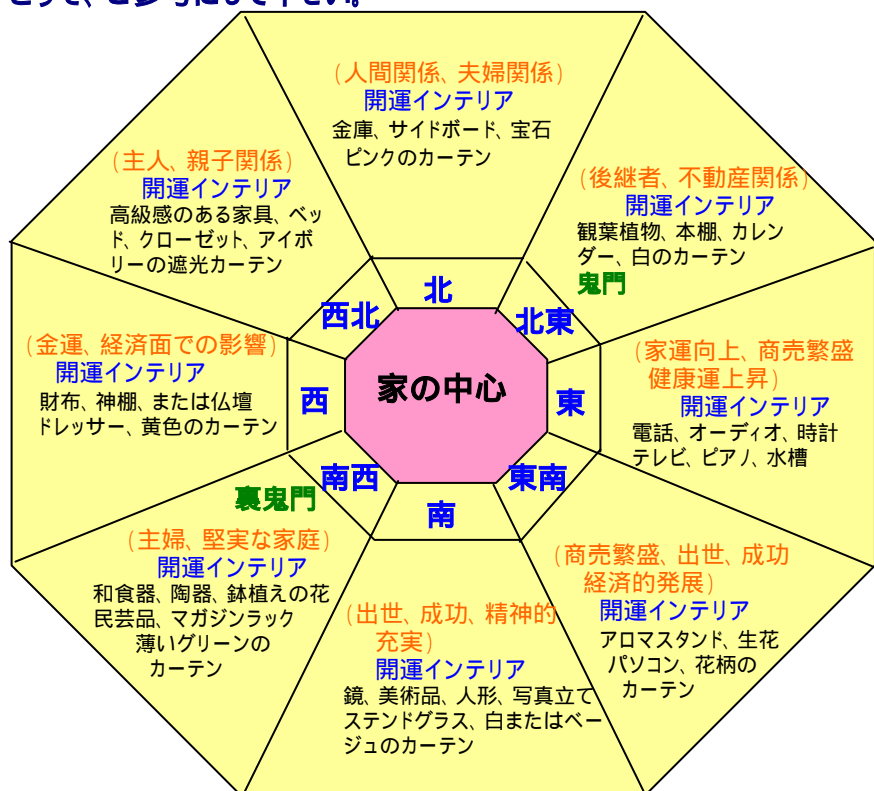 とって、ご参考にして下さい。
(人間関係、夫婦関係)
開運インテリア
金庫、サイドボード、宝石
ピンクのカーテン
(主人、親子関係)
開運インテリア
高級感のある家具、ベッ
ド、クローゼット、アイボ
リーの遮光カーテン
(後継者、不動産関係)
開運インテリア
観葉植物、本棚、カレン
ダー、白のカーテン
鬼門
北
西北
北東
(金運、経済面での影響)
開運インテリア
財布、神棚、または仏壇
ドレッサー、黄色のカーテン
西
家の中心
東
(家運向上、商売繁盛
健康運上昇)
開運インテリア
電話、オーディオ、時計
テレビ、ピアノ、水槽
南西
南
東南
裏鬼門
(主婦、堅実な家庭)
開運インテリア
和食器、陶器、鉢植えの花
民芸品、マガジンラック
薄いグリーンの
カーテン
(出世、成功、精神的
充実)
開運インテリア
鏡、美術品、人形、写真立て
ステンドグラス、白またはベー
ジュのカーテン
(商売繁盛、出世、成功
経済的発展)
開運インテリア
アロマスタンド、生花
パソコン、花柄の
カーテン